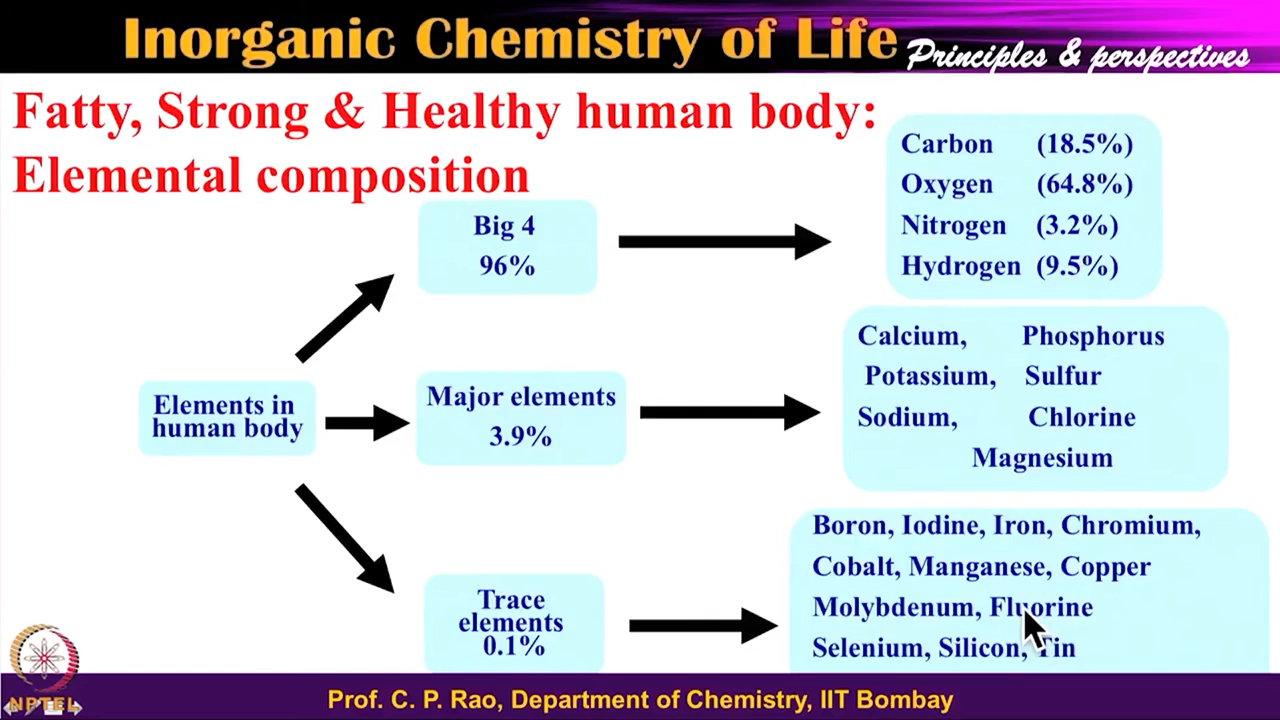 Inorganic Chemistry of Life Principles & perspectives
Fatty, Strong & Healthy human body:
Elemental composition
Big 4
96%
Carbon (18.5%)
Oxygen (64.8%)
Nitrogen (3.2%)
Hydrogen (9.5%)
Elements in
human body
Major elements
3.9%
Calcium, Phosphorus
Potassium, Sulfur
Sodium, Chlorine
Magnesium
Trace
elements
0.1%
Boron, Iodine, Iron, Chromium,
Cobalt, Manganese, Copper
Molybdenum, Fluorine
Selenium, Silicon, Tin
NPTEL
Prof. C. P. Rao, Department of Chemistry, IIT Bombay